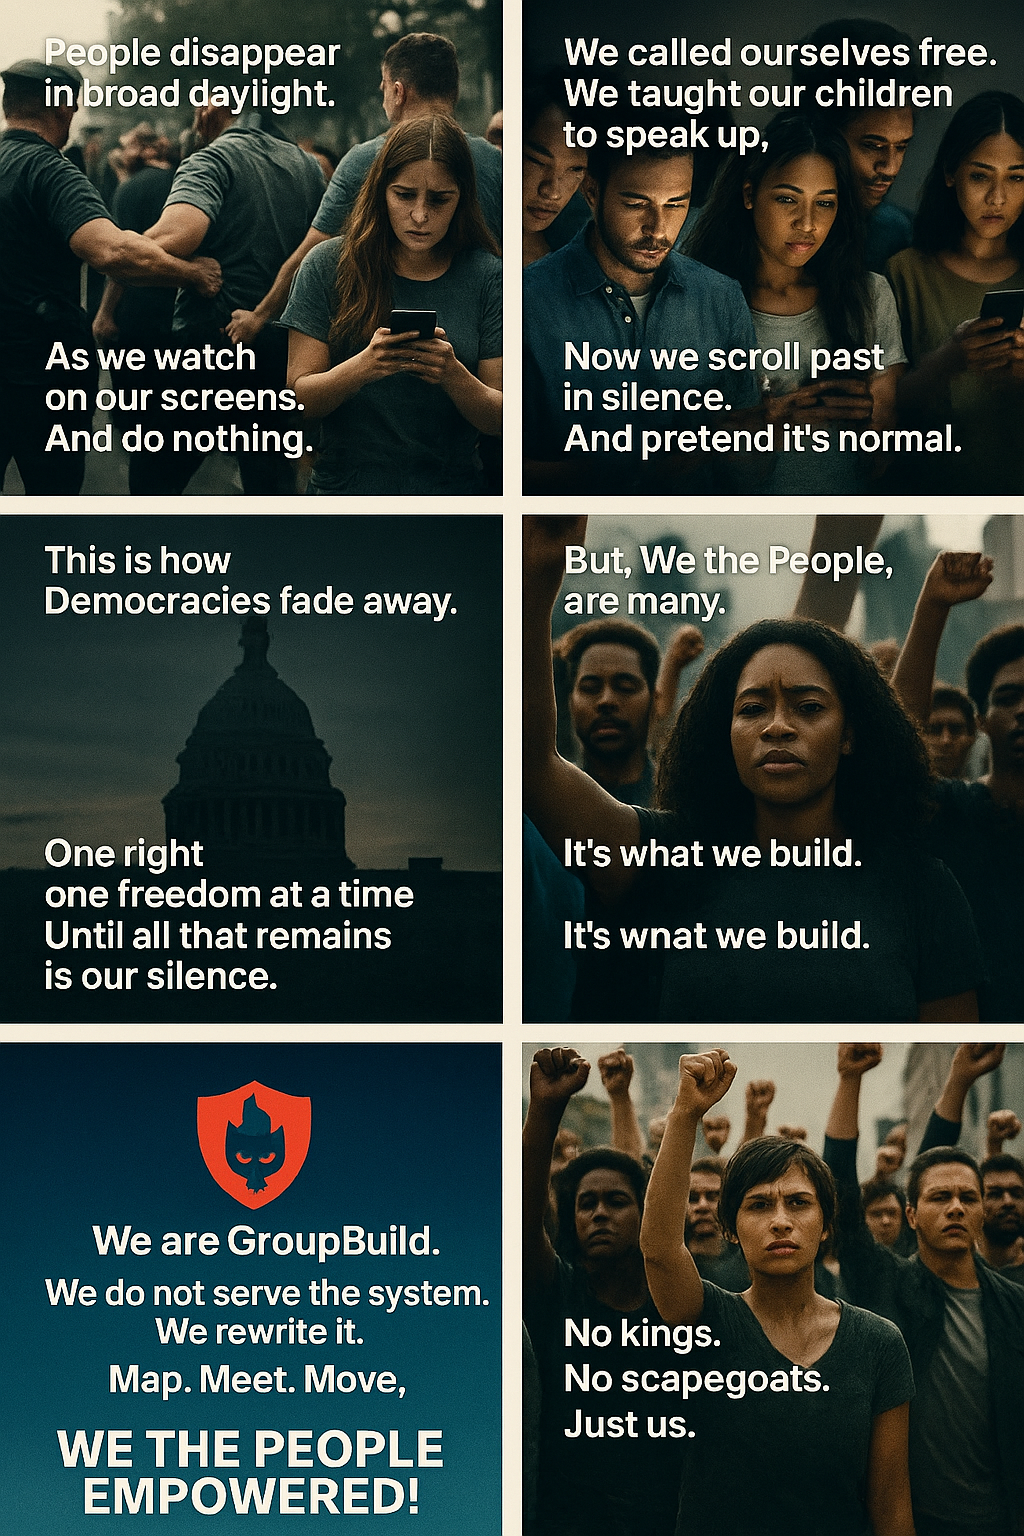 People disappear
in broad daylight.
As we watch
on our screens.
And do nothing.
We called ourselves free.
We taught our children
to speak up,
Now we scroll past
in silence.
And pretend it's normal.
This is how
Democracies fade away.
One right
one freedom at a time
Until all that remains
is our silence.
But, We the People,
are many.
It's what we build.
It's wnat we build.
We are GroupBuild.
We do not serve the system.
We rewrite it.
Map. Meet. Move,
WE THE PEOPLE
EMPOWERED!
No kings.
No scapegoats.
Just us.